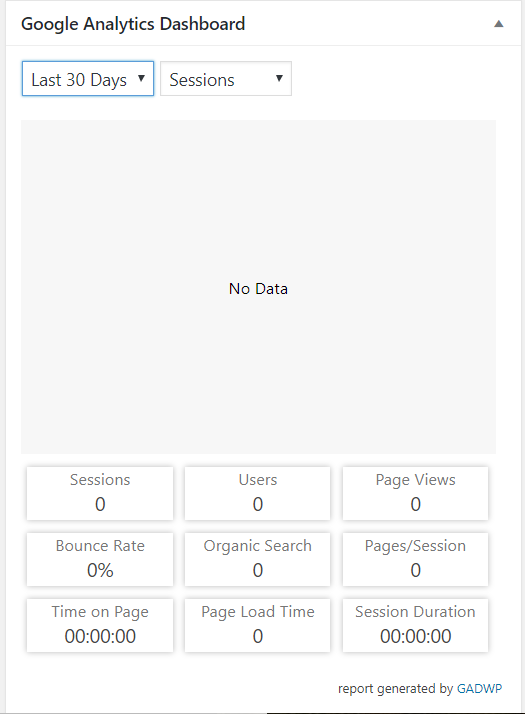 Google Analytics Dashboard
Last 30 Days Sessions
No Data
Sessions Users Page Views
0 0 0
Bounce Rate Organic Search Pages/Session
0% 0 0
Time on Page Page Load Time Session Duration
00:00:00 0 00:00:00
report generated by GADWP